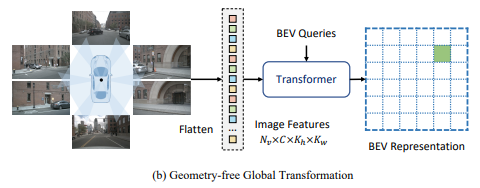 BEV Queries
Transformer
Flatten
...
Image Features
N_v×C×K_h×K_w
BEV Representation
(b) Geometry-free Global Transformation